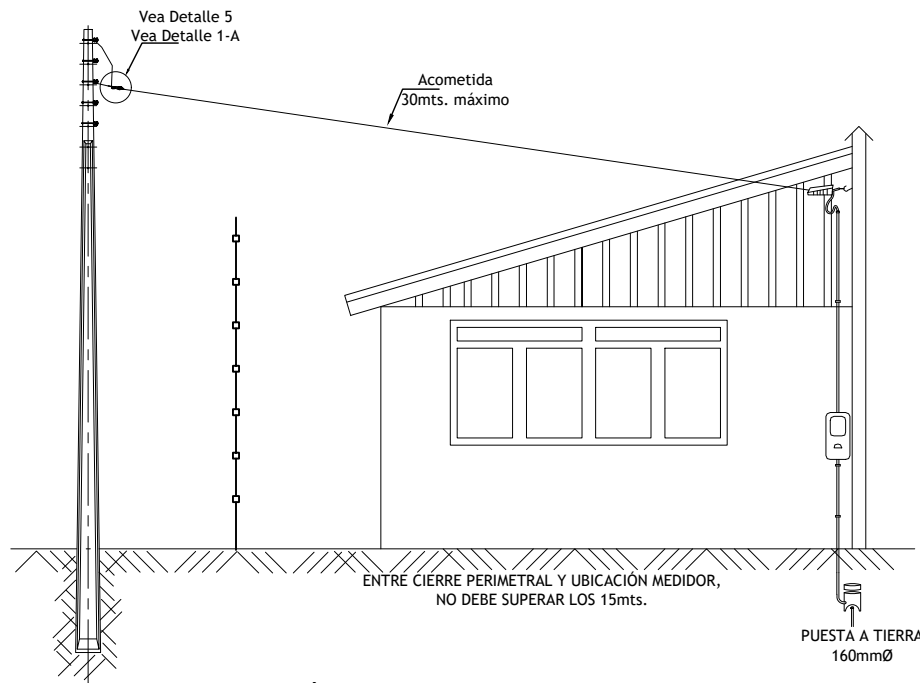 Vea Detalle 5
Vea Detalle 1-A
Acometida
30mts. máximo
ENTRE CIERRE PERIMETRAL Y UBICACIÓN MEDIDOR,
NO DEBE SUPERAR LOS 15mts.
PUESTA A TIERRA
160mmØ